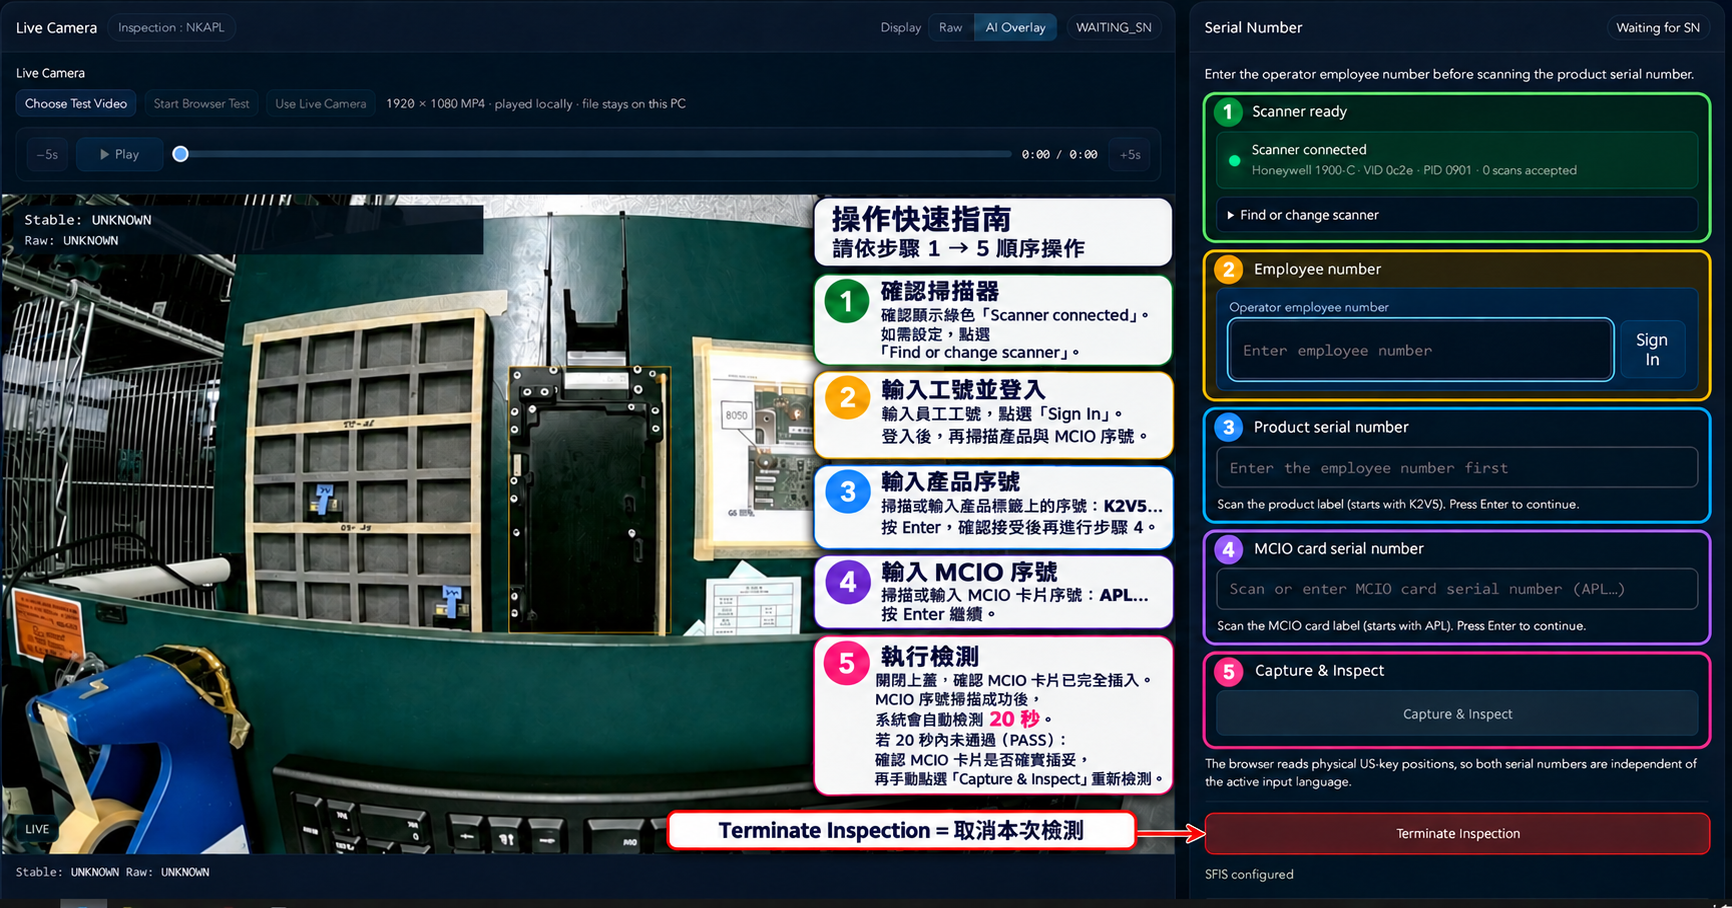 Live Camera
Inspection : NKAPL
Display
Raw
AI Overlay
WAITING_SN
Live Camera
Choose Test Video
Start Browser Test
Use Live Camera
1920 × 1080 MP4 · played locally · file stays on this PC
−5s
Play
0:00 / 0:00
+5s
Stable: UNKNOWN
Raw: UNKNOWN
8050
操作快速指南
請依步驟 1 → 5 順序操作
1
確認掃描器
確認顯示綠色「Scanner connected」。
如需設定，點選
「Find or change scanner」。
2
輸入工號並登入
輸入員工工號，點選「Sign In」。
登入後，再掃描產品與 MCIO 序號。
3
輸入產品序號
掃描或輸入產品標籤上的序號：K2V5...
按 Enter，確認接受後再進行步驟 4。
4
輸入 MCIO 序號
掃描或輸入 MCIO 卡片序號：APL...
按 Enter 繼續。
5
執行檢測
關閉上蓋，確認 MCIO 卡片已完全插入。
MCIO 序號掃描成功後，
系統會自動檢測 20 秒。
若 20 秒內未通過（PASS）：
確認 MCIO 卡片是否確實插妥，
再手動點選「Capture & Inspect」重新檢測。
Terminate Inspection = 取消本次檢測
LIVE
Stable: UNKNOWN Raw: UNKNOWN
Serial Number
Waiting for SN
Enter the operator employee number before scanning the product serial number.
1
Scanner ready
Scanner connected
Honeywell 1900-C · VID 0c2e · PID 0901 · 0 scans accepted
Find or change scanner
2
Employee number
Operator employee number
Enter employee number
Sign
In
3
Product serial number
Enter the employee number first
Scan the product label (starts with K2V5). Press Enter to continue.
4
MCIO card serial number
Scan or enter MCIO card serial number (APL…)
Scan the MCIO card label (starts with APL). Press Enter to continue.
5
Capture & Inspect
Capture & Inspect
The browser reads physical US-key positions, so both serial numbers are independent of
the active input language.
Terminate Inspection
SFIS configured